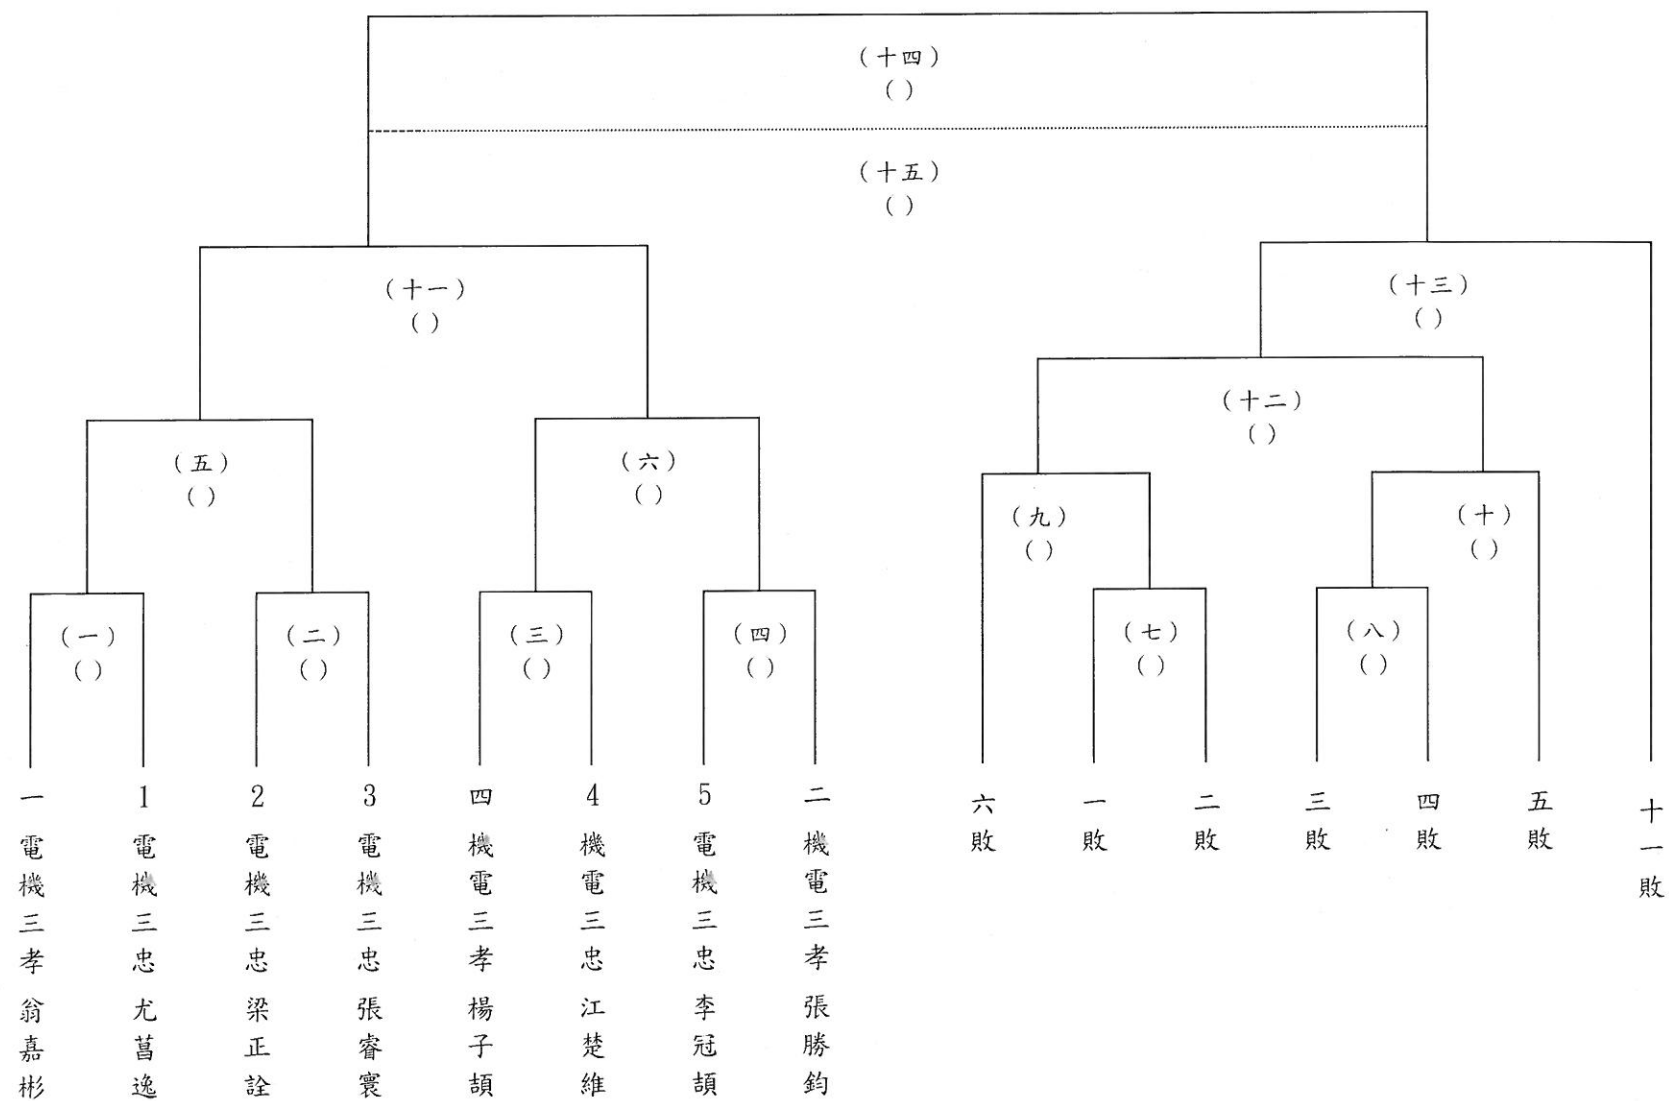 (十四)
( )
(十五)
( )
(十一)
( )
(十三)
( )
(十二)
( )
(五)
( )
(六)
( )
(九)
( )
(十)
( )
(一)
( )
(二)
( )
(三)
( )
(四)
( )
(七)
( )
(八)
( )
一 電機三孝 翁嘉彬
1 電機三忠 尤菖逸
2 電機三忠 梁正詮
3 電機三忠 張睿寰
四 機電三孝 楊子頡
4 機電三忠 江楚維
5 電機三忠 李冠頡
二 機電三孝 張勝鈞
六敗
一敗
二敗
三敗
四敗
五敗
十一敗